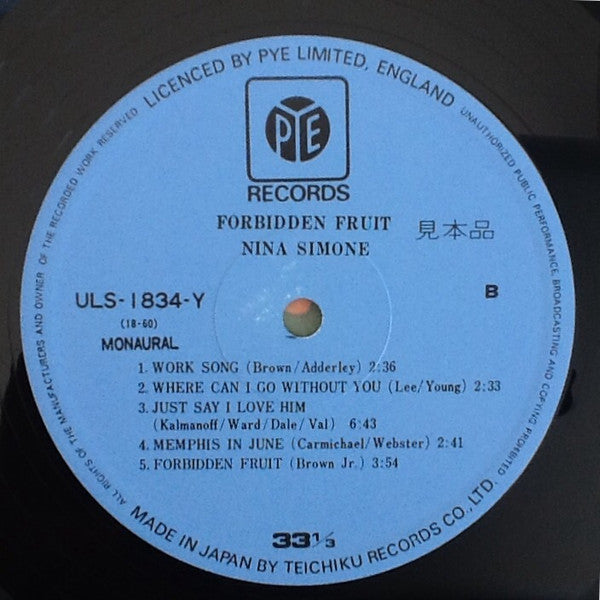 LICENCED BY PYE LIMITED, ENGLAND
UNAUTHORIZED PUBLIC PERFORMANCE, BROADCASTING AND COPYING PROHIBITED
ALL RIGHTS OF THE MANUFACTURERS AND OWNER OF THE RECORDED WORK RESERVED
PYE
RECORDS
FORBIDDEN FRUIT
NINA SIMONE
見本品
ULS-1834-Y
B
(18-60)
MONAURAL
1. WORK SONG (Brown/Adderley) 2:36
2. WHERE CAN I GO WITHOUT YOU (Lee/Young) 2:33
3. JUST SAY I LOVE HIM
(Kalmanoff/Ward/Dale/Val) 6:43
4. MEMPHIS IN JUNE (Carmichael/Webster) 2:41
5. FORBIDDEN FRUIT (Brown Jr.) 3:54
33 1/3
MADE IN JAPAN BY TEICHIKU RECORDS CO., LTD.